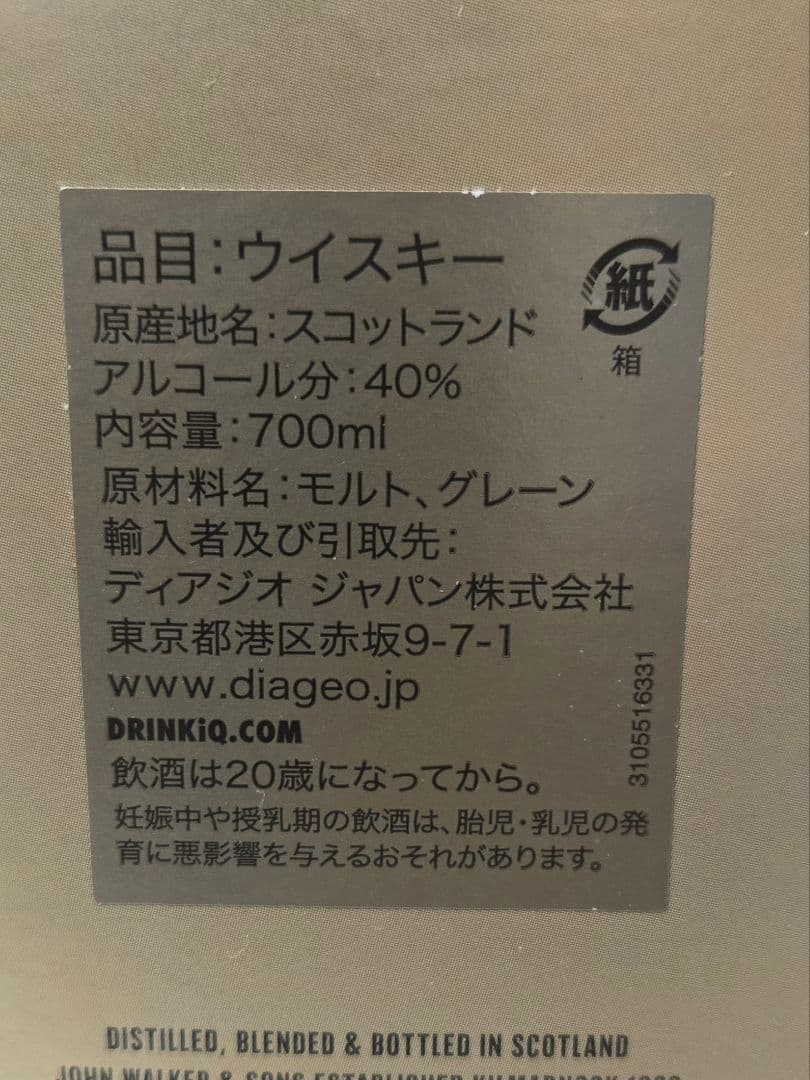 品目:ウイスキー
紙
箱
原産地名:スコットランド
アルコール分:40%
内容量:700ml
原材料名:モルト、グレーン
輸入者及び引取先:
ディアジオ ジャパン株式会社
東京都港区赤坂9-7-1
www.diageo.jp
DRINKiQ.COM
3105516331
飲酒は20歳になってから。
妊娠中や授乳期の飲酒は、胎児・乳児の発
育に悪影響を与えるおそれがあります。
DISTILLED, BLENDED & BOTTLED IN SCOTLAND
JOHN WALKER & SONS ESTABLISHED KILMARNOCK